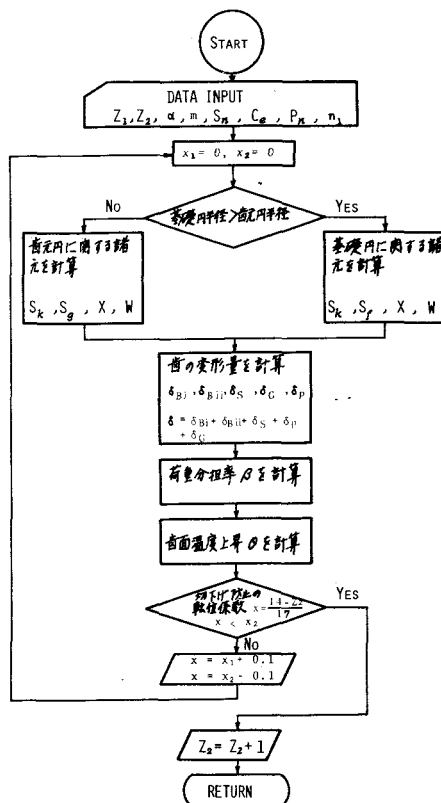 START
DATA INPUT
Z₁, Z₂, α, m, Sₙ, Cₑ, Pₙ, n₁
x₁ = 0, x₂ = 0
基礎円半径>歯元円半径
NO
YES
歯元円に関する諸
元を計算
Sₖ, S_g, X, W
基礎円に関する諸
元を計算
Sₖ, S_f, X, W
歯の変形量を計算
δBi, δBii, δS, δG, δP
δ = δBi + δBii + δS + δP
+ δG
荷重分担率 β を計算
歯面温度上昇 θ を計算
切下げ防止の
転位係数 x = 14-Z2/17
x < x₂
YES
NO
x = x₁ + 0.1
x = x₂ - 0.1
Z₂ = Z₂ + 1
RETURN